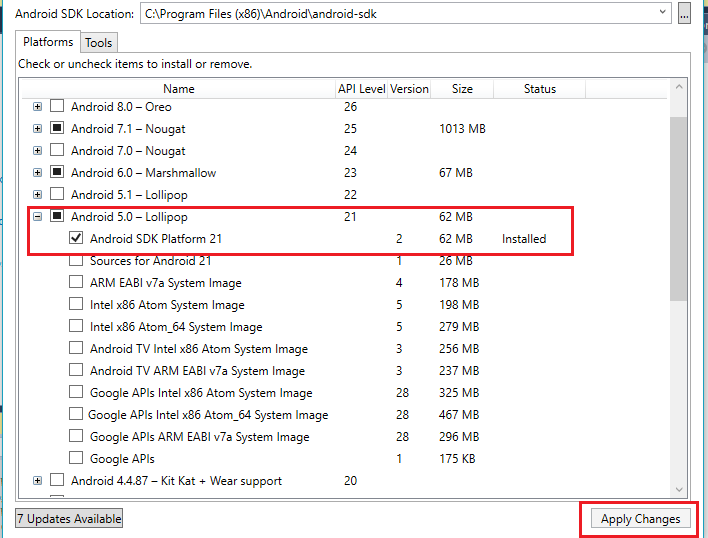 Android SDK Location: C:\Program Files (x86)\Android\android-sdk ...
Platforms Tools
Check or uncheck items to install or remove.
Name API Level Version Size Status
Android 8.0 – Oreo 26
Android 7.1 – Nougat 25 1013 MB
Android 7.0 – Nougat 24
Android 6.0 – Marshmallow 23 67 MB
Android 5.1 – Lollipop 22
Android 5.0 – Lollipop 21 62 MB
Android SDK Platform 21 2 62 MB Installed
Sources for Android 21 1 26 MB
ARM EABI v7a System Image 4 178 MB
Intel x86 Atom System Image 5 198 MB
Intel x86 Atom_64 System Image 5 279 MB
Android TV Intel x86 Atom System Image 3 256 MB
Android TV ARM EABI v7a System Image 3 237 MB
Google APIs Intel x86 Atom System Image 28 325 MB
Google APIs Intel x86 Atom_64 System Image 28 467 MB
Google APIs ARM EABI v7a System Image 28 296 MB
Google APIs 1 175 KB
Android 4.4.87 – Kit Kat + Wear support 20
7 Updates Available Apply Changes